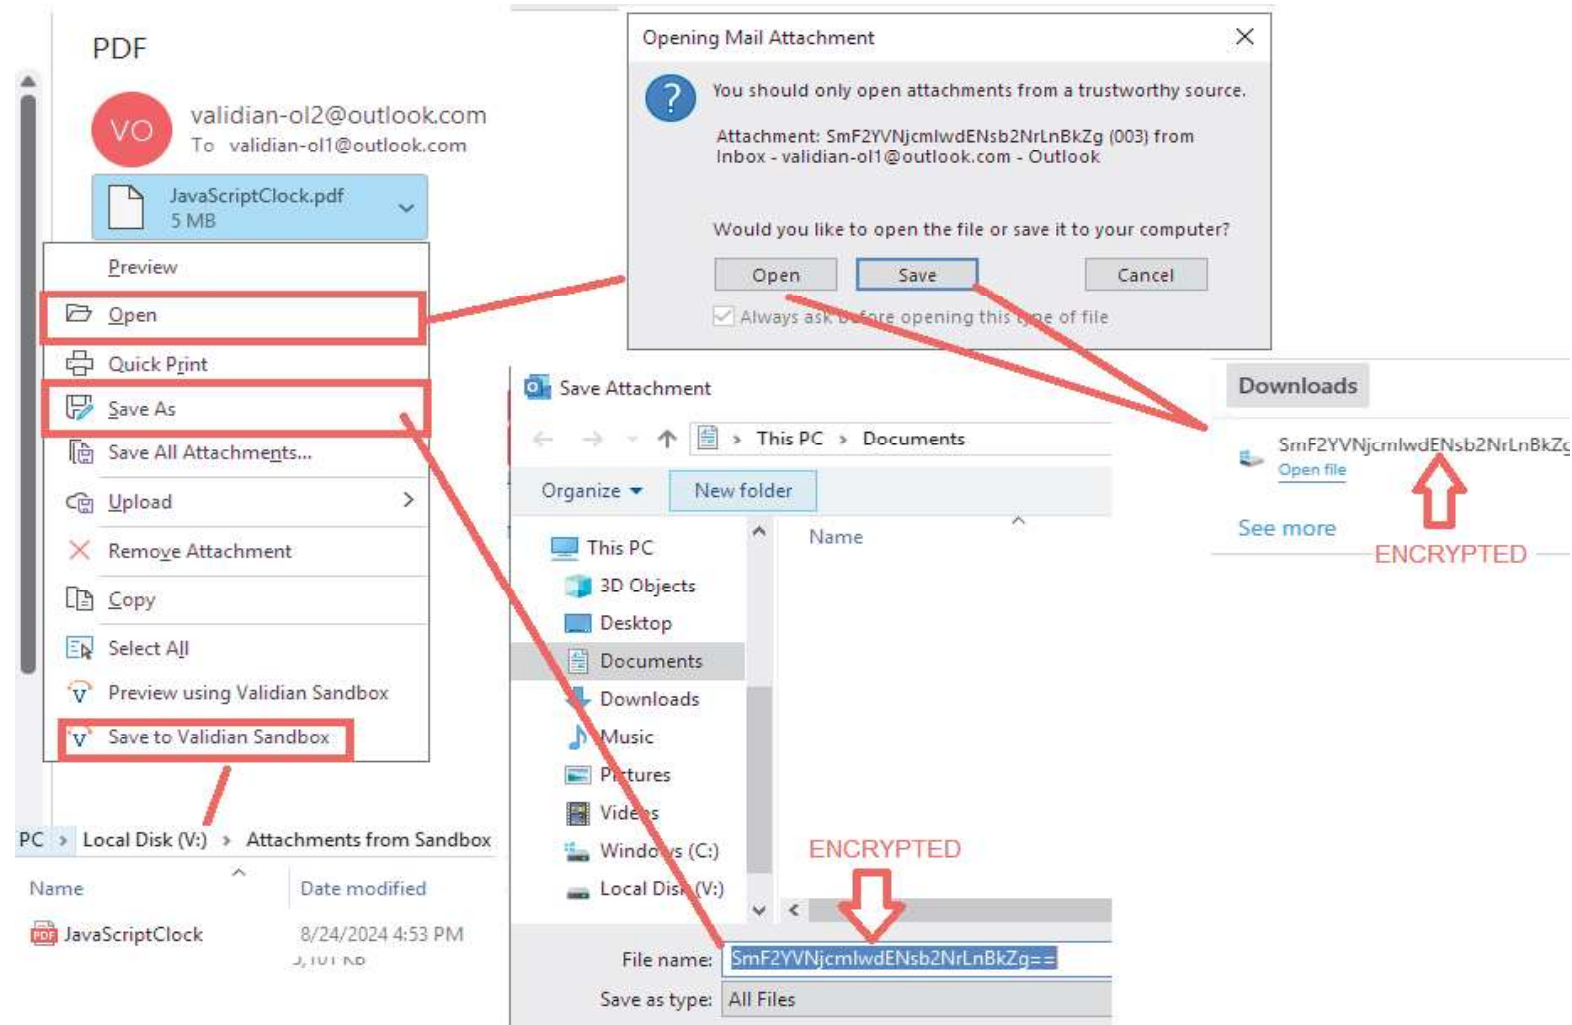 PDF
VO
validian-ol2@outlook.com
To validian-ol1@outlook.com
JavaScriptClock.pdf
5 MB
Preview
Open
Quick Print
Save As
Save All Attachments...
Upload
Remove Attachment
Copy
Select All
Preview using Validian Sandbox
Save to Validian Sandbox
PC > Local Disk (V:) > Attachments from Sandbox
Name Date modified
JavaScriptClock 8/24/2024 4:53 PM
Opening Mail Attachment
You should only open attachments from a trustworthy source.
Attachment: SmF2YVNjcmlwdENsb2NrLnBkZg (003) from
Inbox - validian-ol1@outlook.com - Outlook
Would you like to open the file or save it to your computer?
Open Save Cancel
Always ask before opening this type of file
Save Attachment
This PC > Documents
Organize New folder
Name
This PC
3D Objects
Desktop
Documents
Downloads
Music
Pictures
Videos
Windows (C:)
Local Disk (V:)
ENCRYPTED
File name: SmF2YVNjcmlwdENsb2NrLnBkZg==
Save as type: All Files
Downloads
SmF2YVNjcmlwdENsb2NrLnBkZg
Open file
See more
ENCRYPTED